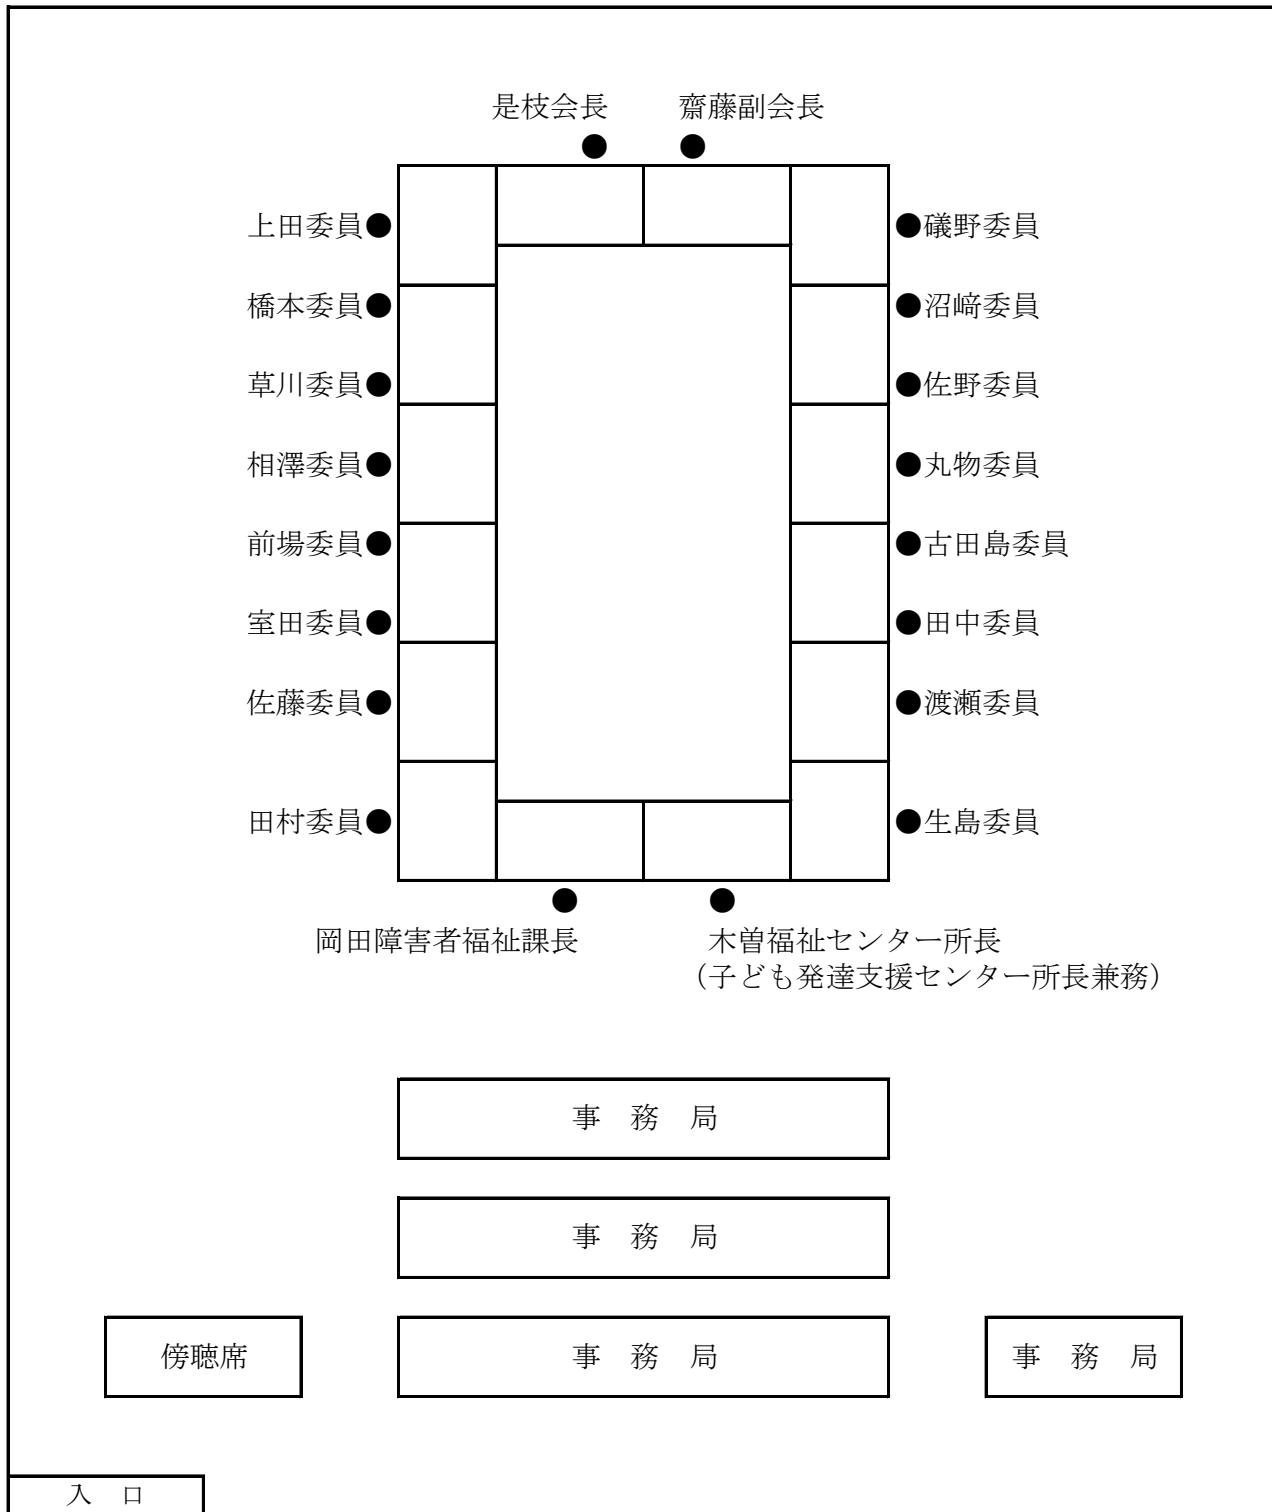 是枝会長 齋藤副会長
●　●
上田委員● ●礒野委員
橋本委員● ●沼﨑委員
草川委員● ●佐野委員
相澤委員● ●丸物委員
前場委員● ●古田島委員
室田委員● ●田中委員
佐藤委員● ●渡瀬委員
田村委員● ●生島委員
●　●
岡田障害者福祉課長 木曽福祉センター所長
（子ども発達支援センター所長兼務）
事　務　局
事　務　局
傍聴席 事　務　局 事　務　局
入　口